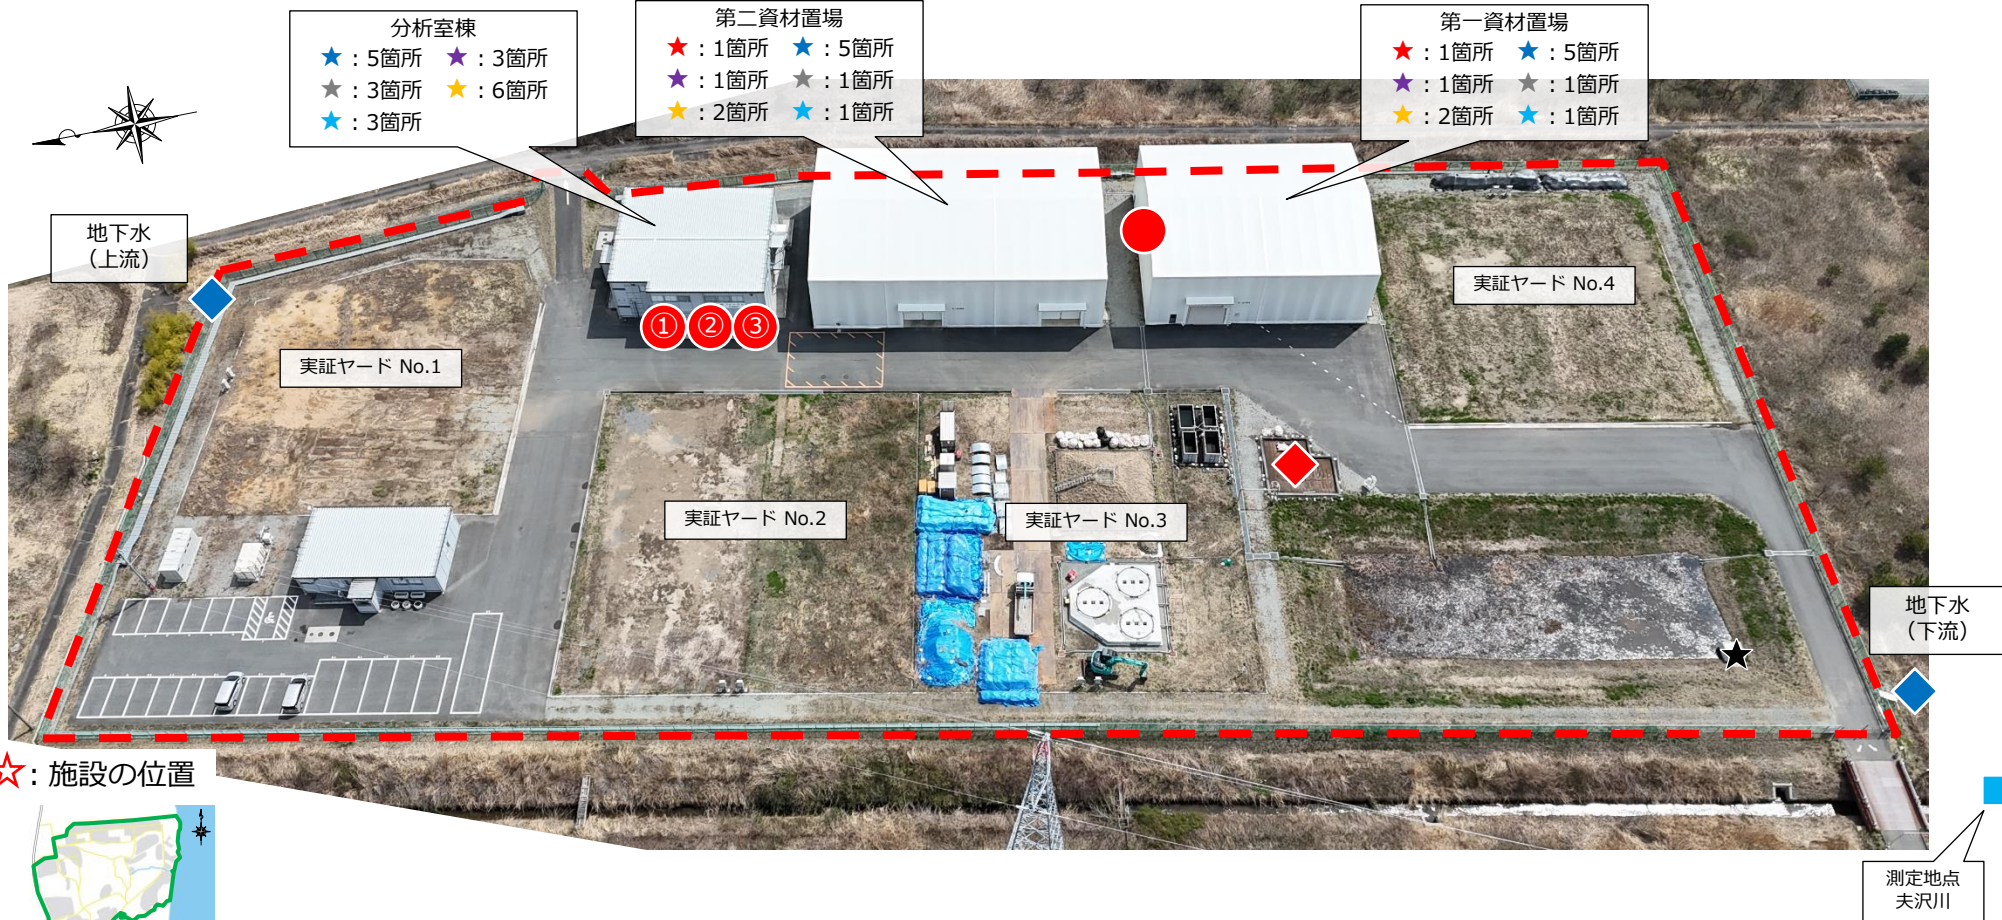 分析室棟
★：5箇所 ★：3箇所
★：3箇所 ★：6箇所
★：3箇所
第二資材置場
★：1箇所 ★：5箇所
★：1箇所 ★：1箇所
★：2箇所 ★：1箇所
第一資材置場
★：1箇所 ★：5箇所
★：1箇所 ★：1箇所
★：2箇所 ★：1箇所
地下水
（上流）
実証ヤード No.4
① ② ③
実証ヤード No.1
実証ヤード No.2
実証ヤード No.3
地下水
（下流）
☆：施設の位置
測定地点
夫沢川